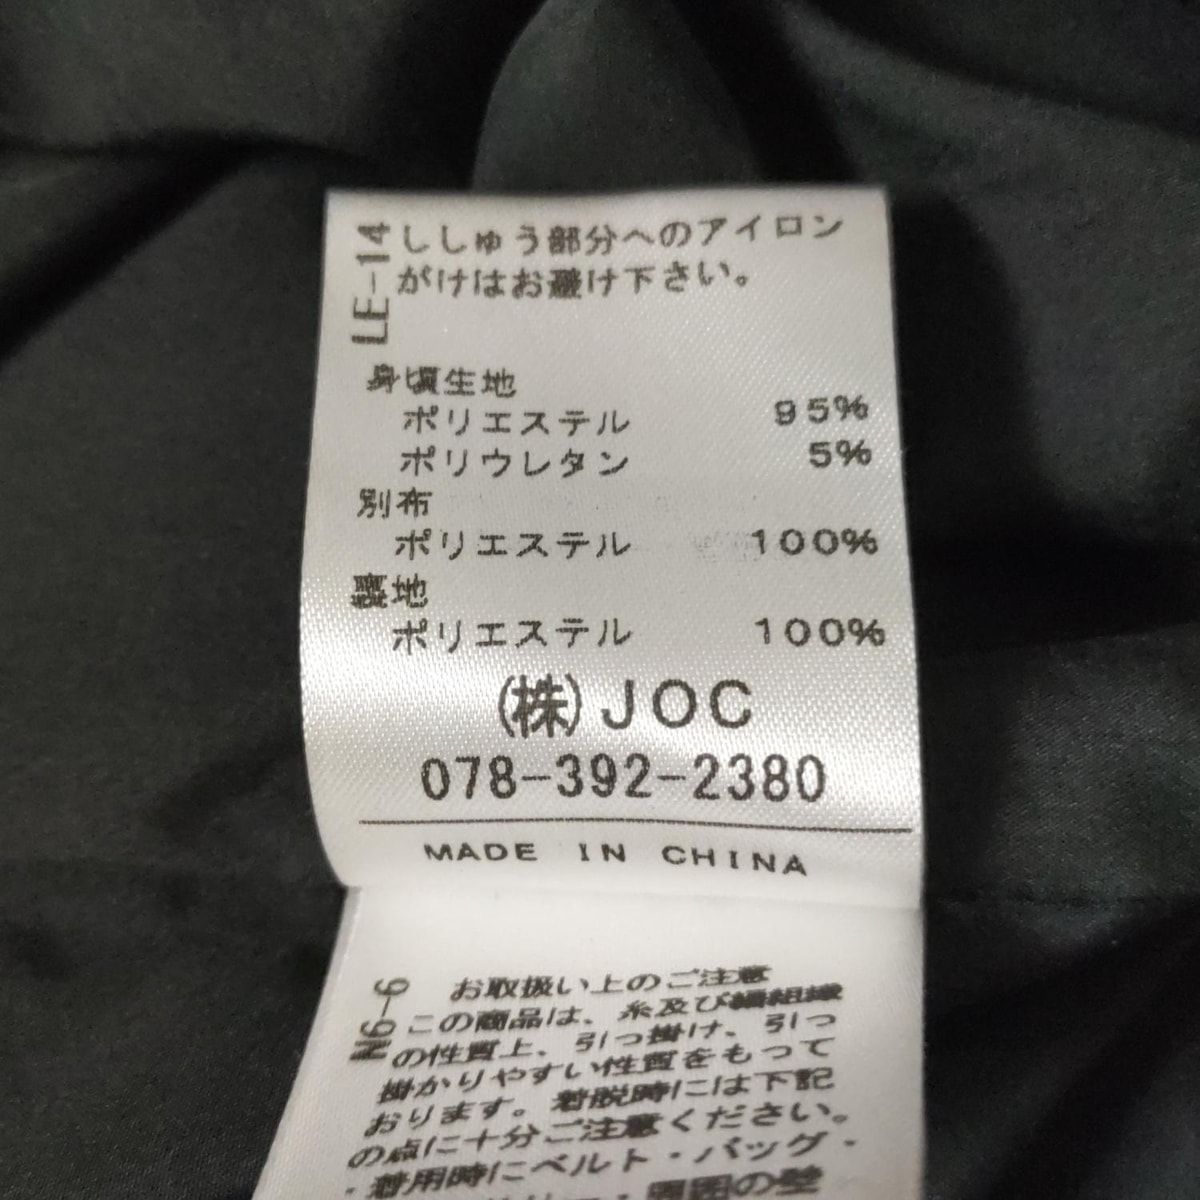 LE-14
ししゅう部分へのアイロン
がけはお避け下さい。
身頃生地
ポリエステル 95%
ポリウレタン 5%
別布
ポリエステル 100%
ポリエステル 100%
(株)JOC
078-392-2380
MADE IN CHINA
N6-6
お取扱い上のご注意
この商品は、糸及び編組織
の性質上、引っ掛け、引っ
掛かりやすい性質をもって
おります。着脱時には下記
の点に十分ご注意ください。
・着用時にベルト・バッグ・
・周囲の壁